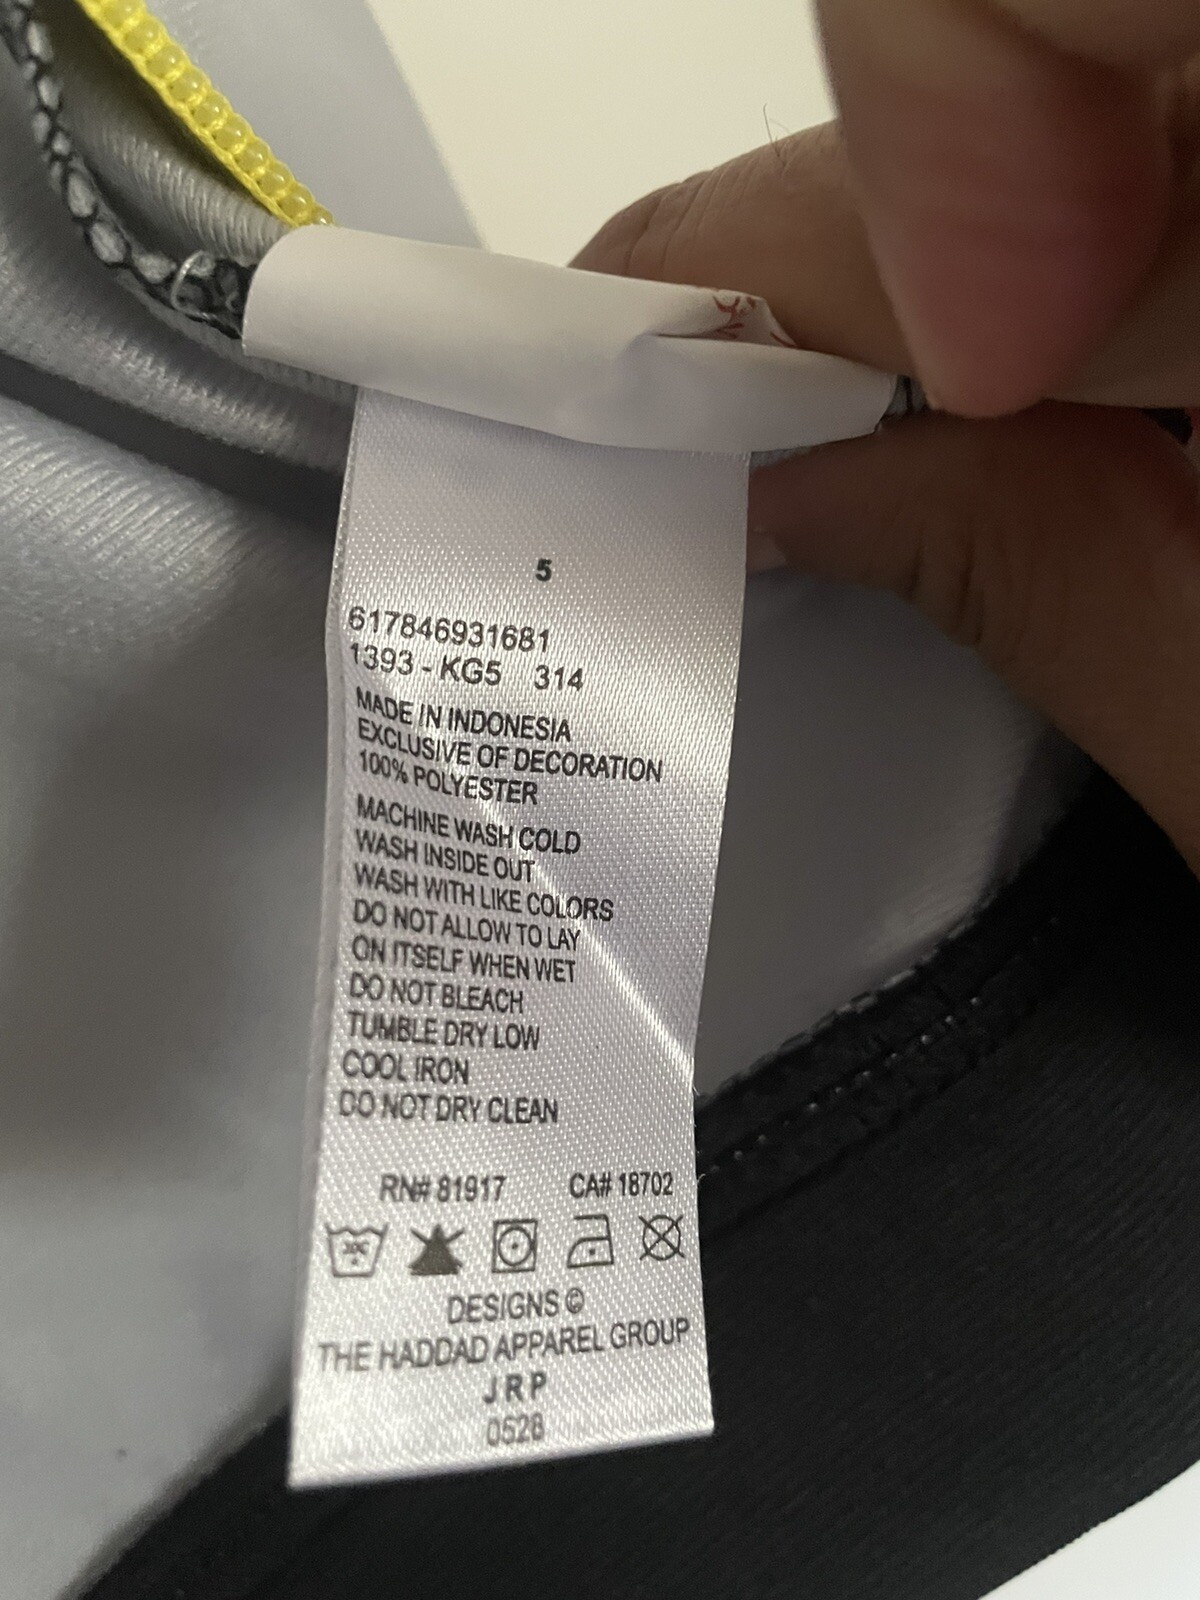 5
617846931681
1393 - KG5 314
MADE IN INDONESIA
EXCLUSIVE OF DECORATION
100% POLYESTER
MACHINE WASH COLD
WASH INSIDE OUT
WASH WITH LIKE COLORS
DO NOT ALLOW TO LAY
ON ITSELF WHEN WET
DO NOT BLEACH
TUMBLE DRY LOW
COOL IRON
DO NOT DRY CLEAN
RN# 81917 CA# 18702
30C
DESIGNS ©
THE HADDAD APPAREL GROUP
JRP
0528